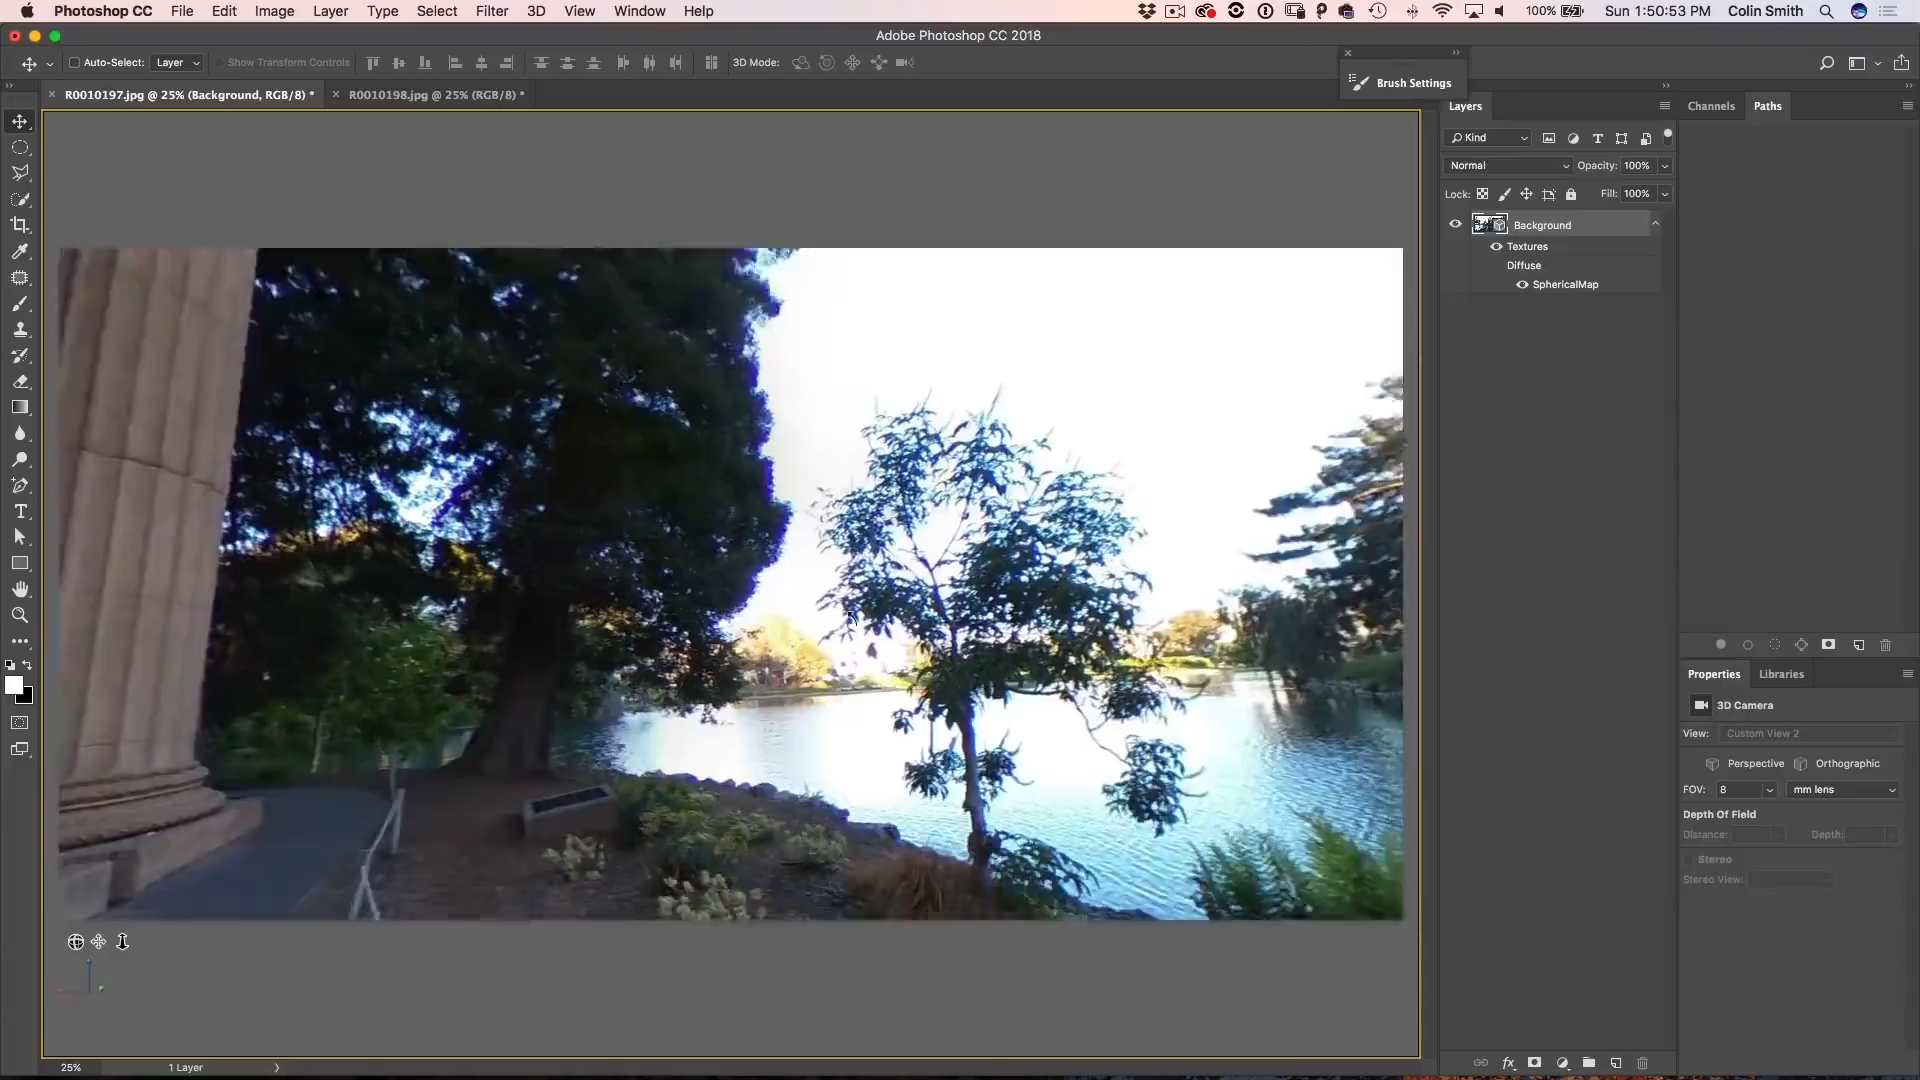 Photoshop CC File Edit Image Layer Type Select Filter 3D View Window Help 100% Sun 1:50:53 PM Colin Smith
Adobe Photoshop CC 2018
Auto-Select: Layer Show Transform Controls 3D Mode:
Brush Settings
R0010197.jpg @ 25% (Background, RGB/8) * R0010198.jpg @ 25% (RGB/8) *
Layers
Channels Paths
Kind
Normal Opacity: 100%
Lock: Fill: 100%
Background
Textures
Diffuse
SphericalMap
Properties Libraries
3D Camera
View: Custom View 2
Perspective Orthographic
FOV: 8 mm lens
Depth Of Field
Distance: Depth:
Stereo
Stereo View:
25% 1 Layer
fx